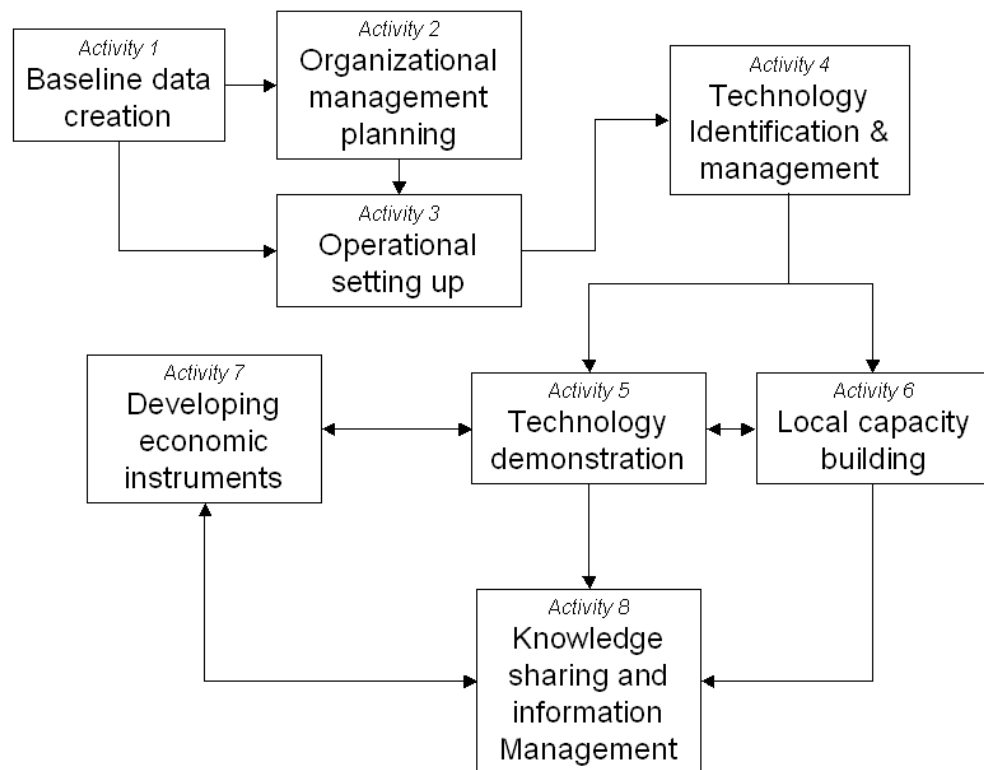 Activity 1
Baseline data
creation
Activity 2
Organizational
management
planning
Activity 3
Operational
setting up
Activity 4
Technology
Identification &
management
Activity 7
Developing
economic
instruments
Activity 5
Technology
demonstration
Activity 6
Local capacity
building
Activity 8
Knowledge
sharing and
information
Management